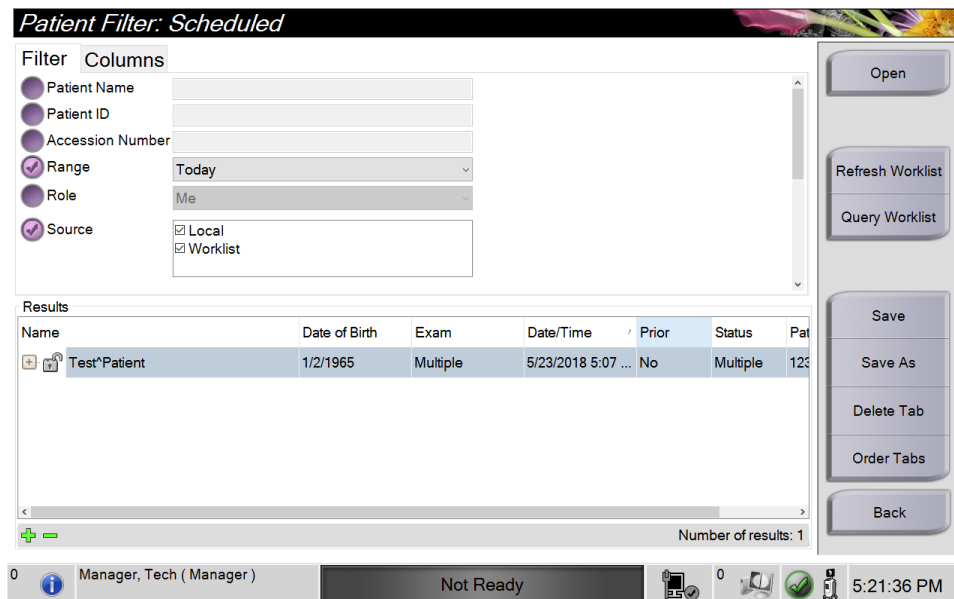 Patient Filter: Scheduled
Filter Columns
Patient Name
Patient ID
Accession Number
Range Today
Role Me
Source Local
Worklist
Results
Name Date of Birth Exam Date/Time Prior Status Pat
Test^Patient 1/2/1965 Multiple 5/23/2018 5:07 ... No Multiple 123
Number of results: 1
Open
Refresh Worklist
Query Worklist
Save
Save As
Delete Tab
Order Tabs
Back
0 Manager, Tech ( Manager ) Not Ready 0 5:21:36 PM